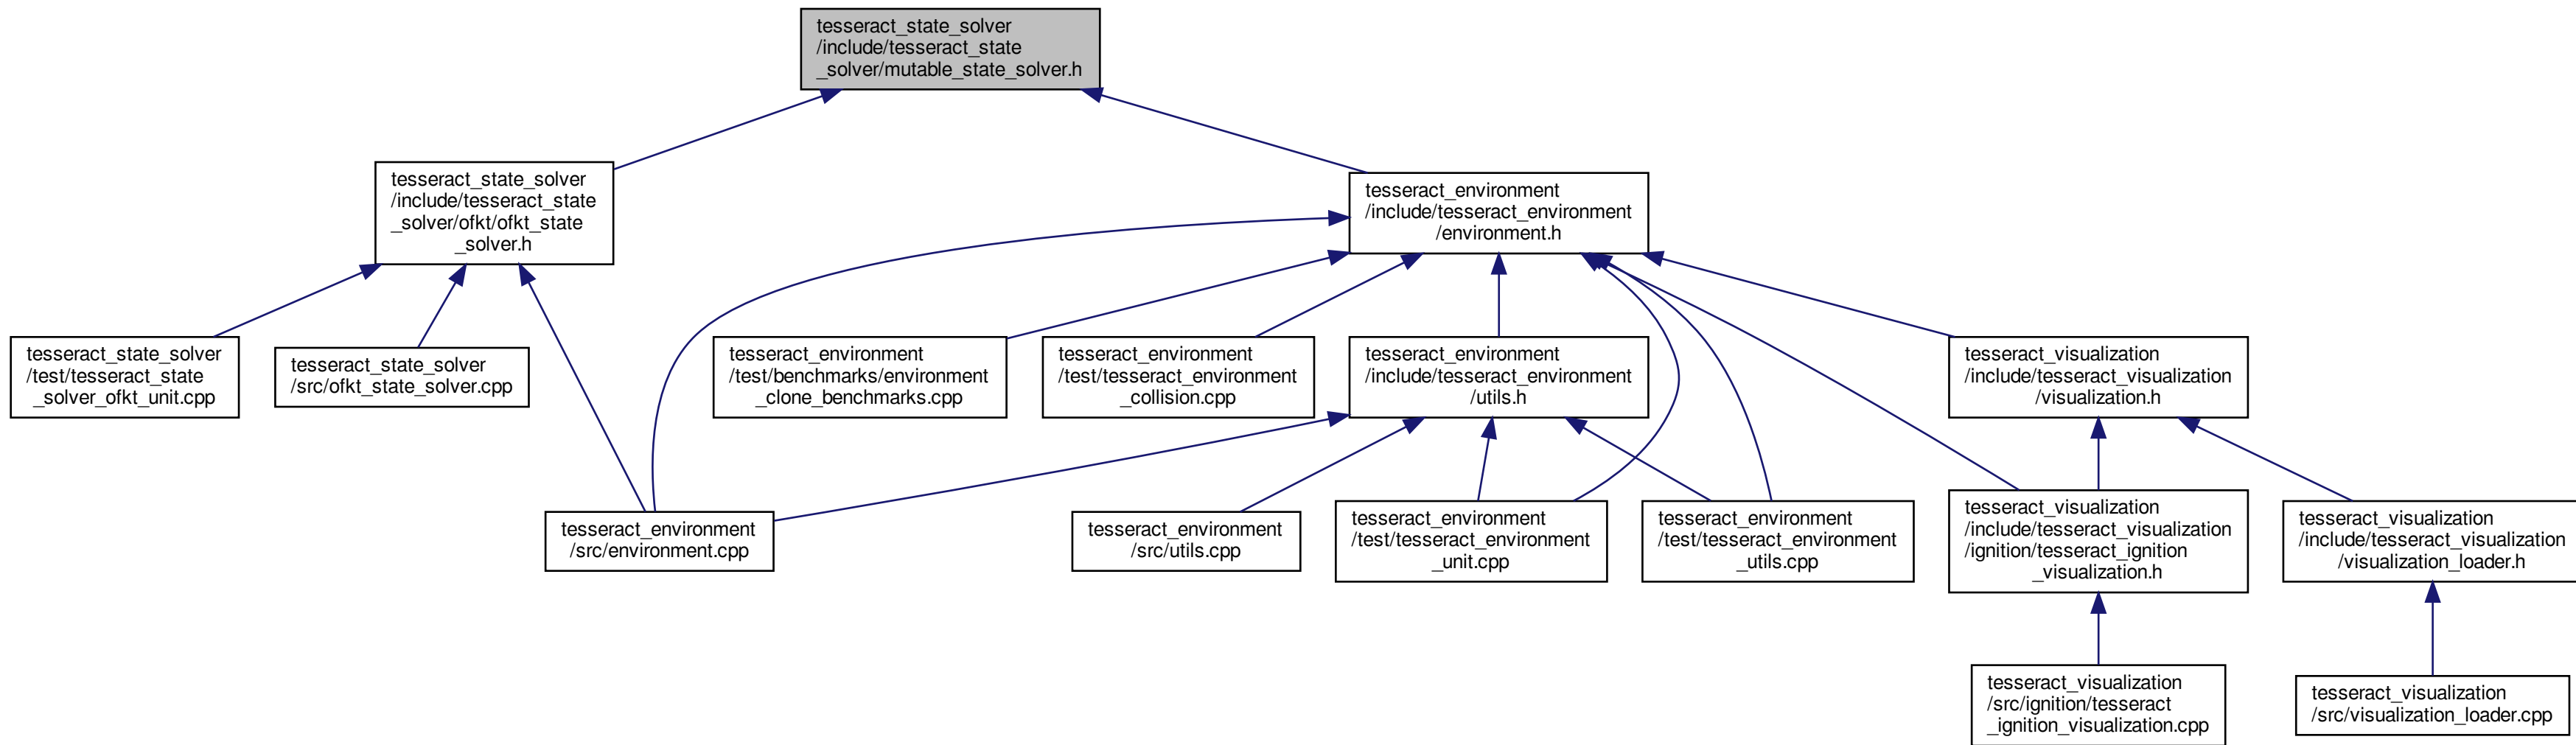 tesseract_state_solver
/include/tesseract_state
_solver/mutable_state_solver.h
tesseract_state_solver
/include/tesseract_state
_solver/ofkt/ofkt_state
_solver.h
tesseract_environment
/include/tesseract_environment
/environment.h
tesseract_state_solver
/test/tesseract_state
_solver_ofkt_unit.cpp
tesseract_state_solver
/src/ofkt_state_solver.cpp
tesseract_environment
/test/benchmarks/environment
_clone_benchmarks.cpp
tesseract_environment
/test/tesseract_environment
_collision.cpp
tesseract_environment
/include/tesseract_environment
/utils.h
tesseract_visualization
/include/tesseract_visualization
/visualization.h
tesseract_environment
/src/environment.cpp
tesseract_environment
/src/utils.cpp
tesseract_environment
/test/tesseract_environment
_unit.cpp
tesseract_environment
/test/tesseract_environment
_utils.cpp
tesseract_visualization
/include/tesseract_visualization
/ignition/tesseract_ignition
_visualization.h
tesseract_visualization
/include/tesseract_visualization
/visualization_loader.h
tesseract_visualization
/src/ignition/tesseract
_ignition_visualization.cpp
tesseract_visualization
/src/visualization_loader.cpp